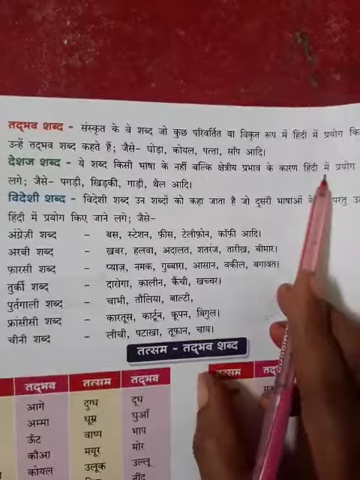 तद्भव शब्द - संस्कृत के वे शब्द जो कुछ परिवर्तित या विकृत रूप में हिंदी में प्रयोग
उन्हें तद्भव शब्द कहते हैं; जैसे- घोड़ा, कोयल, पत्ता, साँप आदि।
देशज शब्द - ये शब्द किसी भाषा के नहीं बल्कि क्षेत्रीय प्रभाव के कारण हिंदी में प्रयोग
लगे; जैसे- पगड़ी, खिड़की, गाड़ी, थैल आदि।
विदेशी शब्द - विदेशी शब्द उन शब्दों को कहा जाता है जो दूसरी भाषाओं के परंतु
हिंदी में प्रयोग किए जाने लगे; जैसे-
अंग्रेज़ी शब्द - बस, स्टेशन, फीस, टेलीफ़ोन, कॉफी आदि।
अरबी शब्द - खबर, हलवा, अदालत, शतरंज, तारीख, बीमार।
फ़ारसी शब्द - प्याज, नमक, गुब्बारा, आसान, वकील, बगावत।
तुर्की शब्द - दारोगा, कालीन, कैंची, खच्चर।
पुर्तगाली शब्द - चाभी, तौलिया, बाल्टी।
फ्रांसीसी शब्द - कारतूस, कार्टून, कूपन, बिगुल।
चीनी शब्द - लीची, पटाखा, तूफ़ान, चाय।
तत्सम - तद्भव शब्द
तद्भव तत्सम तद्भव तत्सम
आगे दुग्ध दूध
अम्मा धूम्र धुआँ
ऊँट वाष्प भाप
कौआ मयूर मोर
कोयल उलूक उल्लू
नींद